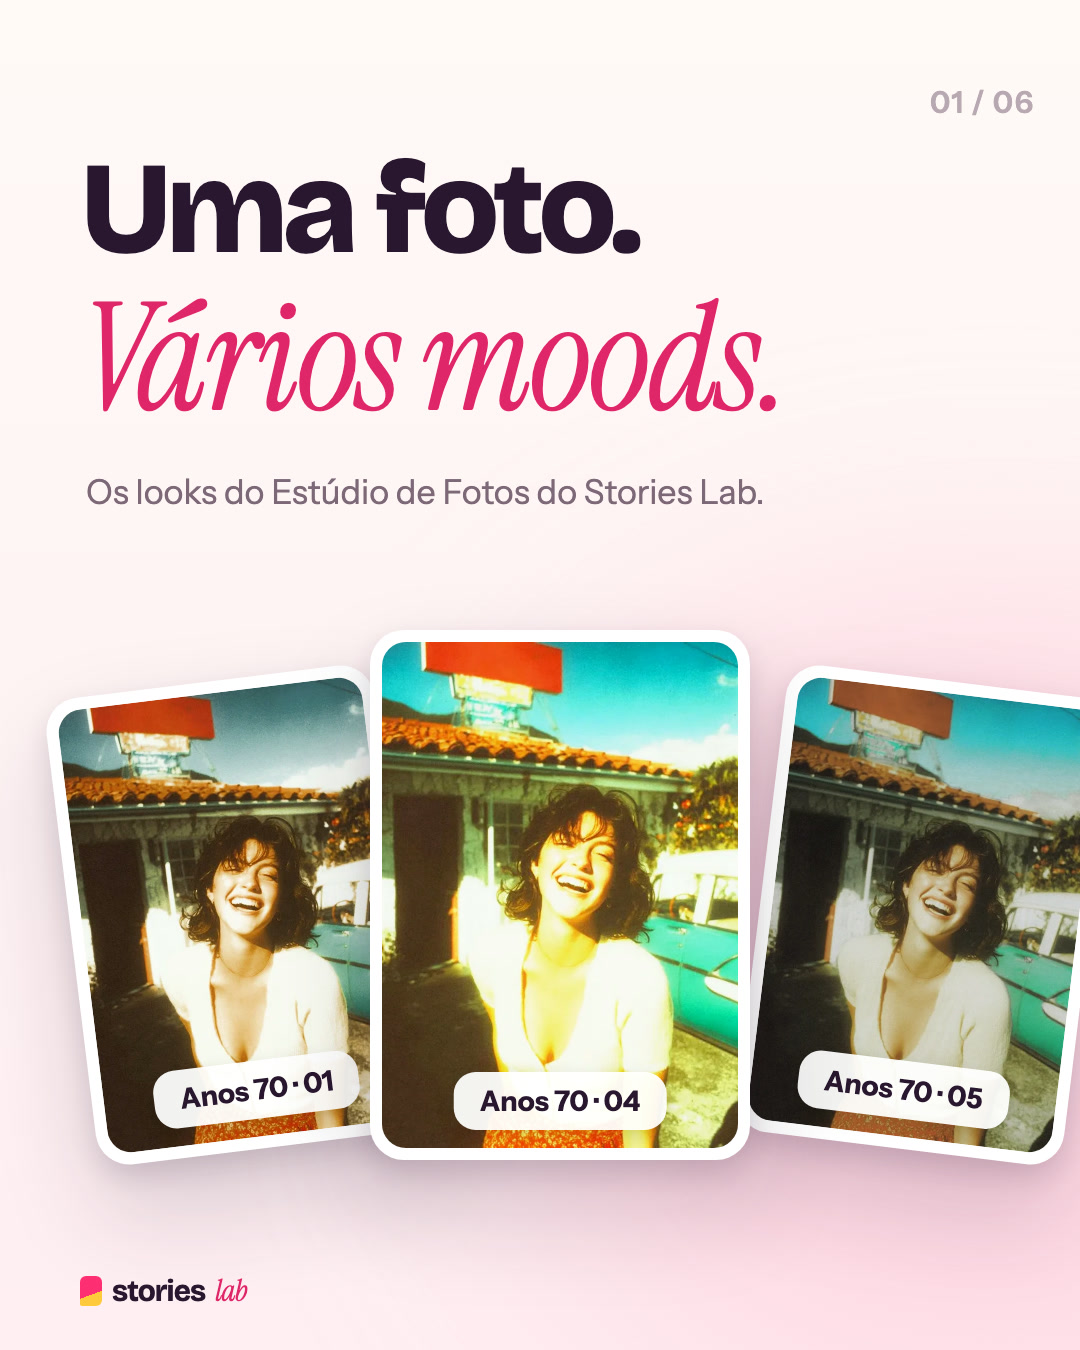 01 / 06
Uma foto.
Vários moods.
Os looks do Estúdio de Fotos do Stories Lab.
Anos 70 · 01
Anos 70 · 04
Anos 70 · 05
stories lab